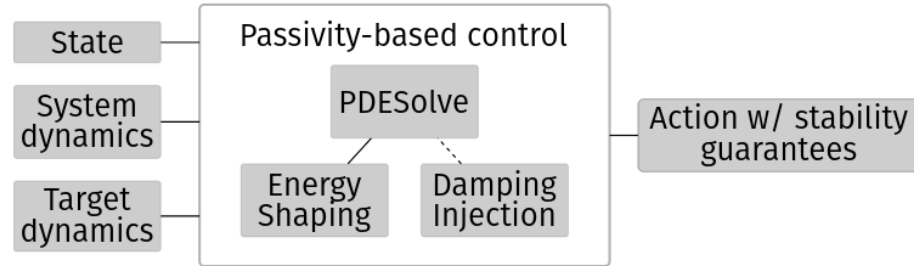 State
System
dynamics
Target
dynamics
Passivity-based control
PDESolve
Energy
Shaping
Damping
Injection
Action w/ stability
guarantees